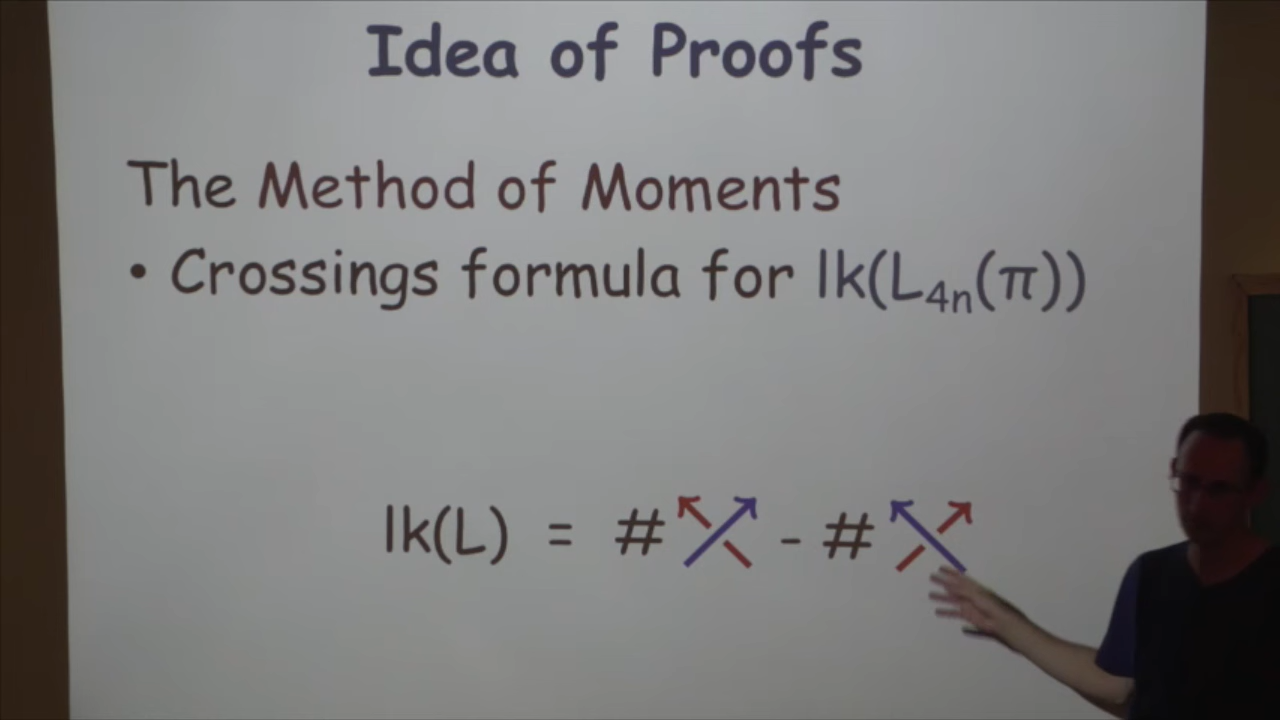 Idea of Proofs
The Method of Moments
• Crossings formula for lk(L₄ₙ(π))
lk(L) = # - #